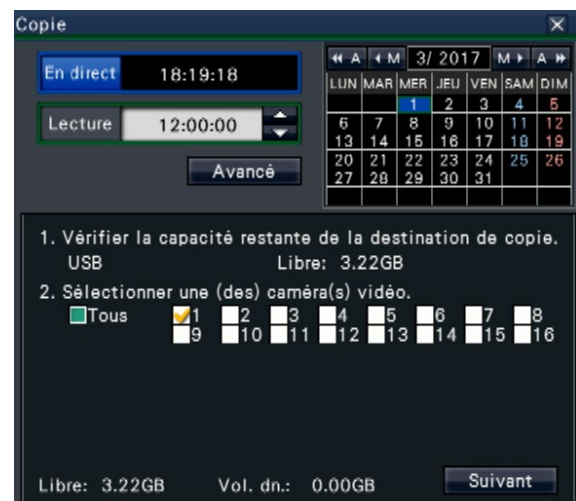 Copie
En direct 18:19:18
Lecture 12:00:00
Avancé
A M 3/ 2017 M A
LUN MAR MER JEU VEN SAM DIM
1 2 3 4 5
6 7 8 9 10 11 12
13 14 15 16 17 18 19
20 21 22 23 24 25 26
27 28 29 30 31
1. Vérifier la capacité restante de la destination de copie.
USB Libre: 3.22GB
2. Sélectionner une (des) caméra(s) vidéo.
Tous 1 2 3 4 5 6 7 8
9 10 11 12 13 14 15 16
Libre: 3.22GB Vol. dn.: 0.00GB Suivant